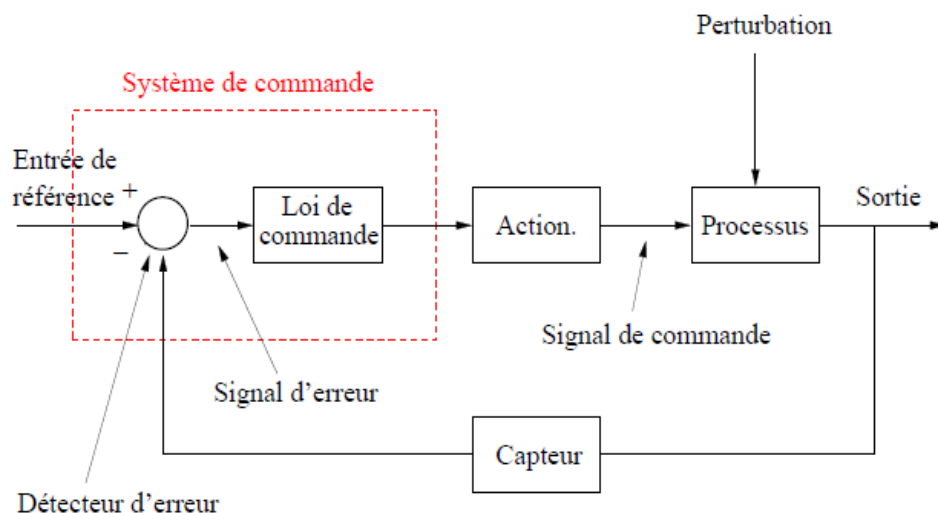 Perturbation
Système de commande
Entrée de
référence
+
−
Loi de
commande
Action.
Processus
Sortie
Signal de commande
Signal d'erreur
Capteur
Détecteur d'erreur